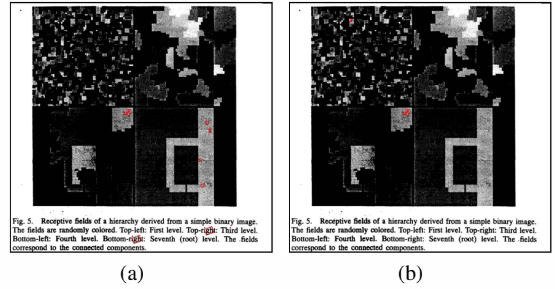 Fig. 5. Receptive fields of a hierarchy derived from a simple binary image.
The fields are randomly colored. Top-left: First level. Top-right: Third level.
Bottom-left: Fourth level. Bottom-right: Seventh (root) level. The fields
correspond to the connected components.
(a)
Fig. 5. Receptive fields of a hierarchy derived from a simple binary image.
The fields are randomly colored. Top-left: First level. Top-right: Third level.
Bottom-left: Fourth level. Bottom-right: Seventh (root) level. The fields
correspond to the connected components.
(b)